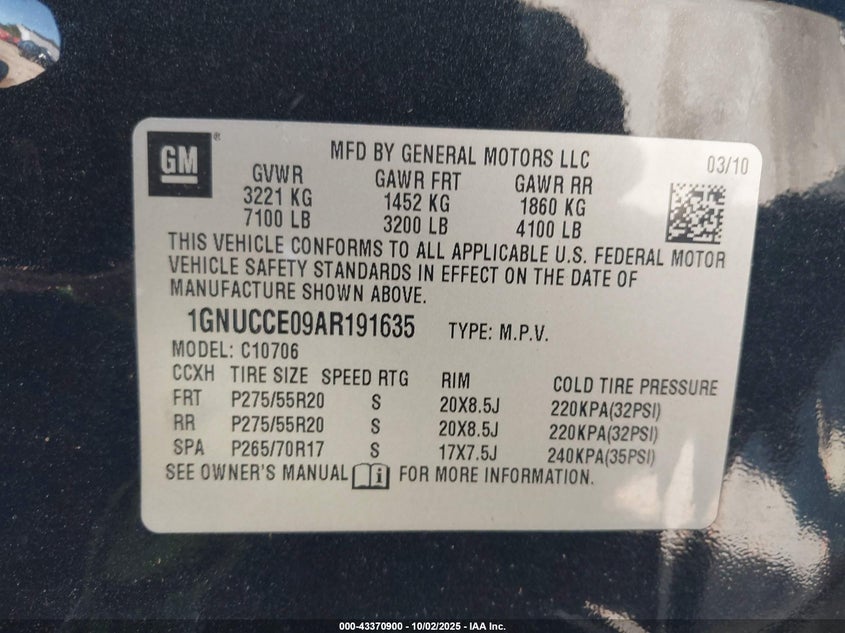 GM ®
MFD BY GENERAL MOTORS LLC
03/10
GVWR GAWR FRT GAWR RR
3221 KG 1452 KG 1860 KG
7100 LB 3200 LB 4100 LB
THIS VEHICLE CONFORMS TO ALL APPLICABLE U.S. FEDERAL MOTOR
VEHICLE SAFETY STANDARDS IN EFFECT ON THE DATE OF
MANUFACTURE SHOWN ABOVE.
1GNUCCE09AR191635 TYPE: M.P.V.
MODEL: C10706
CCXH TIRE SIZE SPEED RTG RIM COLD TIRE PRESSURE
FRT P275/55R20 S 20X8.5J 220KPA(32PSI)
RR P275/55R20 S 20X8.5J 220KPA(32PSI)
SPA P265/70R17 S 17X7.5J 240KPA(35PSI)
SEE OWNER'S MANUAL i FOR MORE INFORMATION.
000-43370900 - 10/02/2025 - IAA Inc.